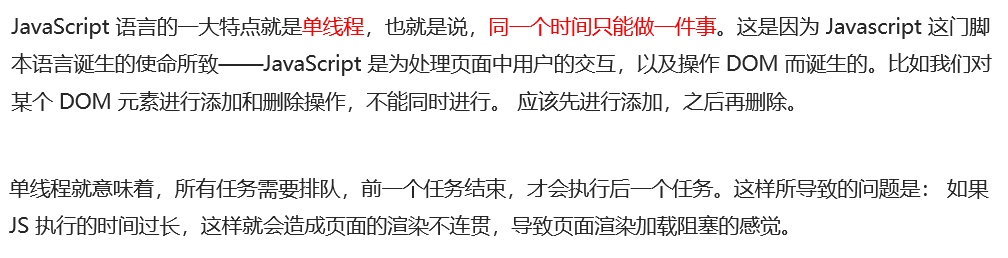 JavaScript 语言的一大特点就是单线程，也就是说，同一个时间只能做一件事。这是因为 Javascript 这门脚
本语言诞生的使命所致——JavaScript 是为处理页面中用户的交互，以及操作 DOM 而诞生的。比如我们对
某个 DOM 元素进行添加和删除操作，不能同时进行。 应该先进行添加，之后再删除。
单线程就意味着，所有任务需要排队，前一个任务结束，才会执行后一个任务。这样所导致的问题是： 如果
JS 执行的时间过长，这样就会造成页面的渲染不连贯，导致页面渲染加载阻塞的感觉。